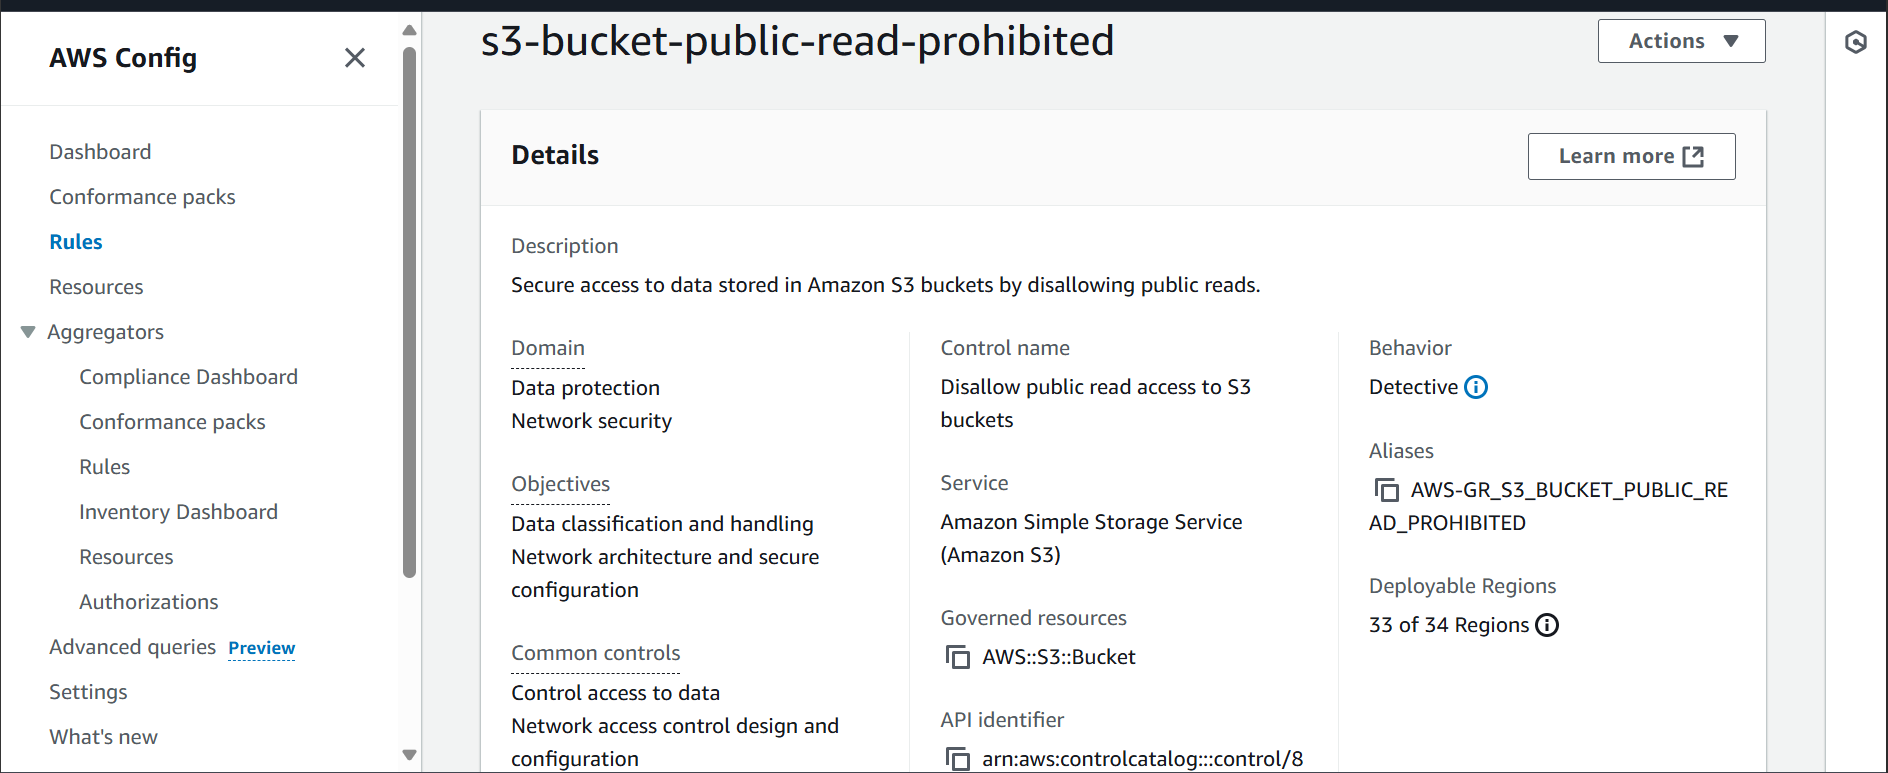 AWS Config
Dashboard
Conformance packs
Rules
Resources
Aggregators
Compliance Dashboard
Conformance packs
Rules
Inventory Dashboard
Resources
Authorizations
Advanced queries Preview
Settings
What's new
s3-bucket-public-read-prohibited
Actions
Details
Learn more
Description
Secure access to data stored in Amazon S3 buckets by disallowing public reads.
Domain
Data protection
Network security
Objectives
Data classification and handling
Network architecture and secure
configuration
Common controls
Control access to data
Network access control design and
configuration
Control name
Disallow public read access to S3
buckets
Service
Amazon Simple Storage Service
(Amazon S3)
Governed resources
AWS::S3::Bucket
API identifier
arn:aws:controlcatalog:::control/8
Behavior
Detective
Aliases
AWS-GR_S3_BUCKET_PUBLIC_RE
AD_PROHIBITED
Deployable Regions
33 of 34 Regions